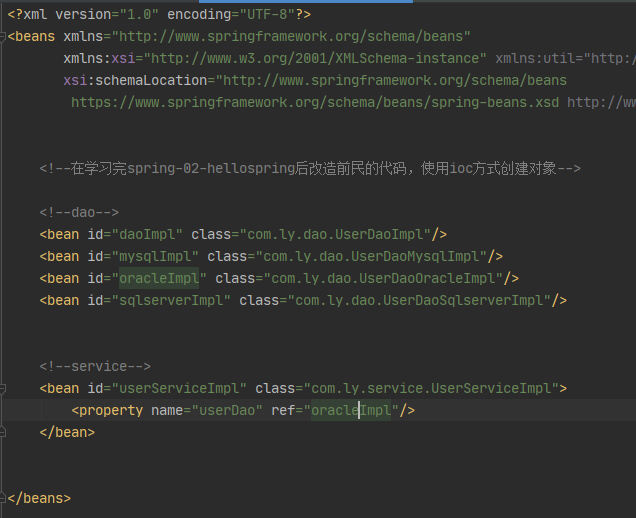 <?xml version="1.0" encoding="UTF-8"?>
<beans xmlns="http://www.springframework.org/schema/beans"
xmlns:xsi="http://www.w3.org/2001/XMLSchema-instance" xmlns:util="http:/
xsi:schemaLocation="http://www.springframework.org/schema/beans
https://www.springframework.org/schema/beans/spring-beans.xsd http://ww
<!--在学习完spring-02-hellospring后改造前民的代码，使用ioc方式创建对象-->
<!--dao-->
<bean id="daoImpl" class="com.ly.dao.UserDaoImpl"/>
<bean id="mysqlImpl" class="com.ly.dao.UserDaoMysqlImpl"/>
<bean id="oracleImpl" class="com.ly.dao.UserDaoOracleImpl"/>
<bean id="sqlserverImpl" class="com.ly.dao.UserDaoSqlserverImpl"/>
<!--service-->
<bean id="userServiceImpl" class="com.ly.service.UserServiceImpl">
<property name="userDao" ref="oracleImpl"/>
</bean>
</beans>